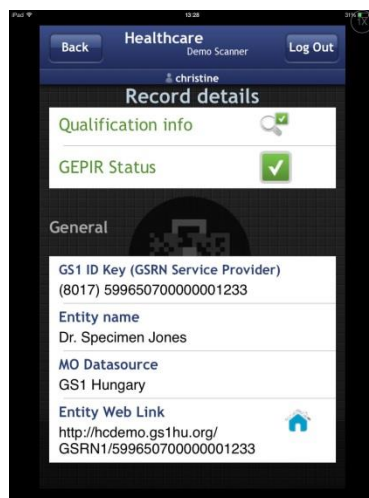 iPad
13:28
31%
1X
Back
Healthcare
Demo Scanner
Log Out
christine
Record details
Qualification info
GEPIR Status
General
GS1 ID Key (GSRN Service Provider)
(8017) 599650700000001233
Entity name
Dr. Specimen Jones
MO Datasource
GS1 Hungary
Entity Web Link
http://hcdemo.gs1hu.org/
GSRN1/599650700000001233